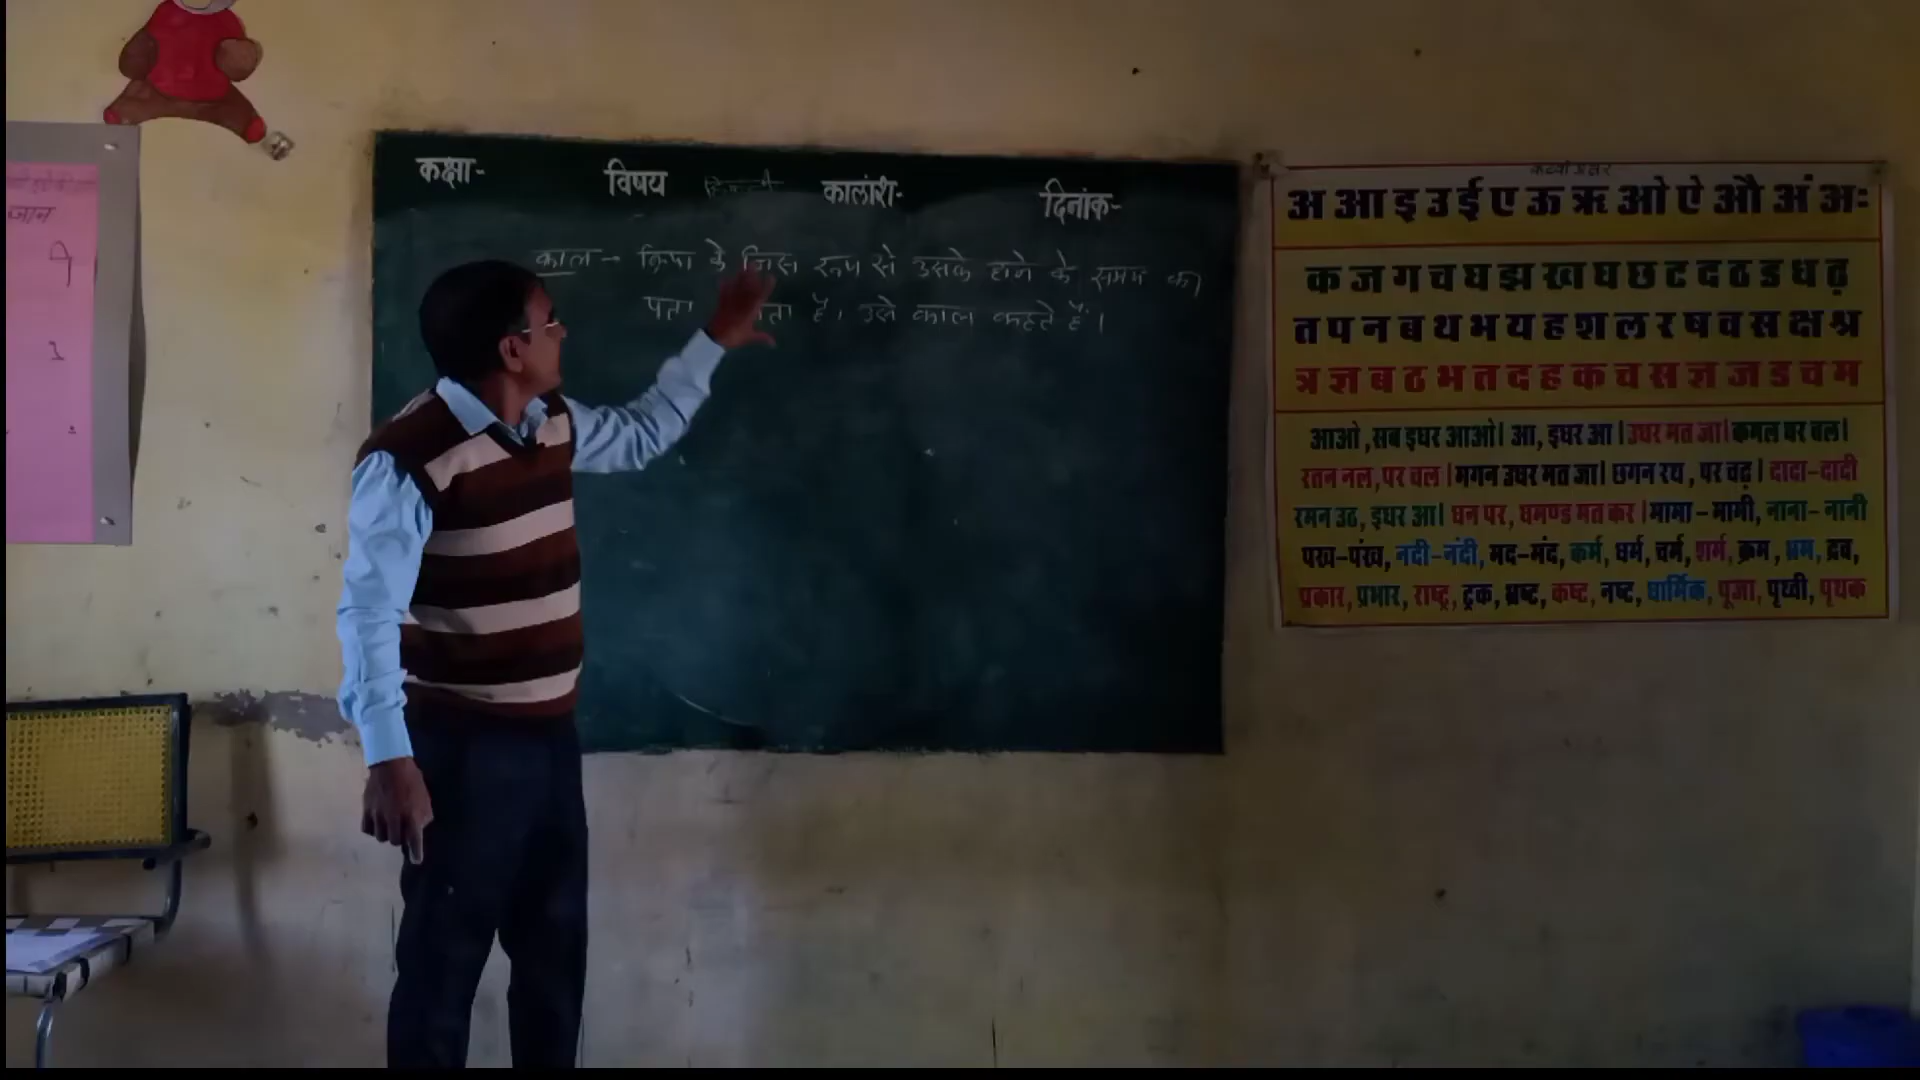 जान
कक्षा-
विषय
कालांश-
दिनांक-
काल → क्रिया के जिस रूप से उसके होने के समय का
पता है, उसे काल कहते हैं।
अ आ इ उ ई ए ऊ ऋ ओ ऐ औ अं अः
क ज ग च घ झ ख घ छ ट द ठ ड ध ढ़
त प न ब थ भ य ह श ल र ष व स क्ष श्र
त्र ज्ञ ब ठ भ त द ह क च स ज्ञ ज ड च म
आओ, सब इधर आओ। आ, इधर आ। उधर मत जा। कमल घर चल।
रतन नल, पर चल। मगन उधर मत जा। छगन रथ, पर चढ़। दादा-दादी
रमन उठ, इधर आ। धन पर, घमण्ड मत कर। मामा-मामी, नाना-नानी
पख-पंख, नदी-नंदी, मद-मंद, कर्म, धर्म, चर्म, शर्म, क्रम, भ्रम, द्रव,
प्रकार, प्रभार, राष्ट्र, ट्रक, भ्रष्ट, कष्ट, नष्ट, धार्मिक, पूजा, पृथ्वी, पृथक